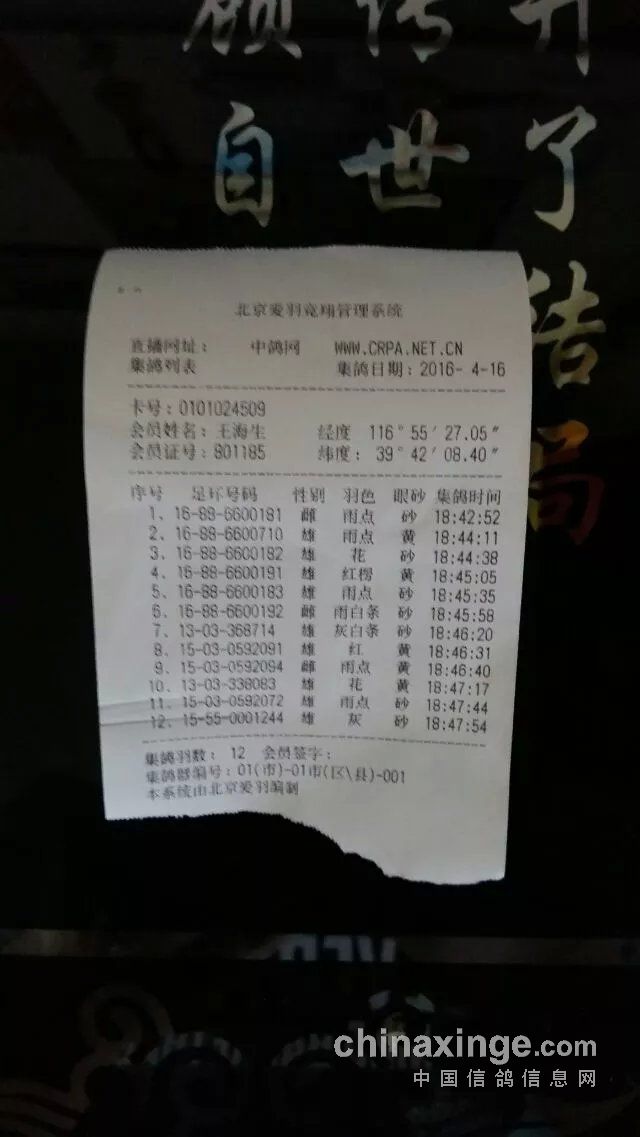 顾传开
自世了
结
局
北京爱羽竞翔管理系统
直播网址： 中鸽网 WWW.CRPA.NET.CN
集鸽列表 集鸽日期：2016- 4-16
卡号：0101024509
会员姓名：王海生 经度 116°55′27.05″
会员证号：801185 纬度：39°42′08.40″
序号 足环号码 性别 羽色 眼砂 集鸽时间
1、16-88-6600181 雌 雨点 砂 18:42:52
2、16-88-6600710 雄 雨点 黄 18:44:11
3、16-88-6600182 雄 花 砂 18:44:38
4、16-88-6600191 雄 红楞 黄 18:45:05
5、16-88-6600183 雄 雨点 砂 18:45:35
6、16-88-6600192 雌 雨白条 砂 18:45:58
7、13-03-368714 雄 灰白条 砂 18:46:20
8、15-03-0592091 雄 红 黄 18:46:31
9、15-03-0592094 雌 雨点 黄 18:46:40
10、13-03-338083 雄 花 黄 18:47:17
11、15-03-0592072 雄 雨点 砂 18:47:44
12、15-55-0001244 雄 灰 砂 18:47:54
集鸽羽数： 12 会员签字：
集鸽器编号：01(市)-01市(区\县)-001
本系统由北京爱羽编制
chinaxinge.com
中国信鸽信息网